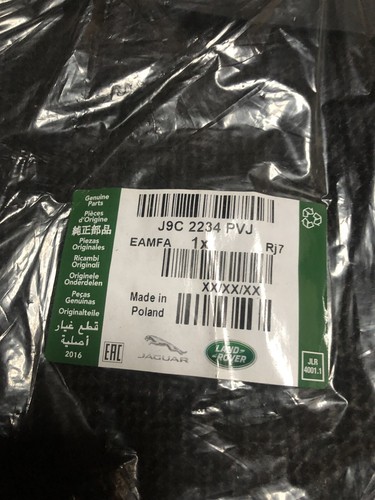 Genuine
Parts
Pièces
d'Origine
純正部品
Piezas
Originales
Ricambi
Originali
Originele
Onderdelen
Peças
Genuinas
Originalteile
قطع غيار
أصلية
2016
J9C 2234 PVJ
EAMFA 1x Rj7
XX/XX/XX
Made in
Poland
EAC
JAGUAR
LAND
ROVER
JLR
4001.1